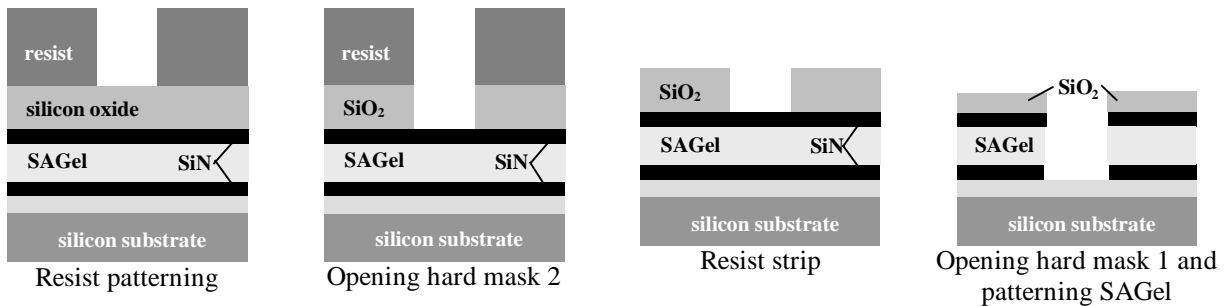 resist
silicon oxide
SAGel
SiN
silicon substrate
Resist patterning
resist
SiO₂
SAGel
SiN
silicon substrate
Opening hard mask 2
SiO₂
SAGel
SiN
silicon substrate
Resist strip
SiO₂
SAGel
silicon substrate
Opening hard mask 1 and
patterning SAGel